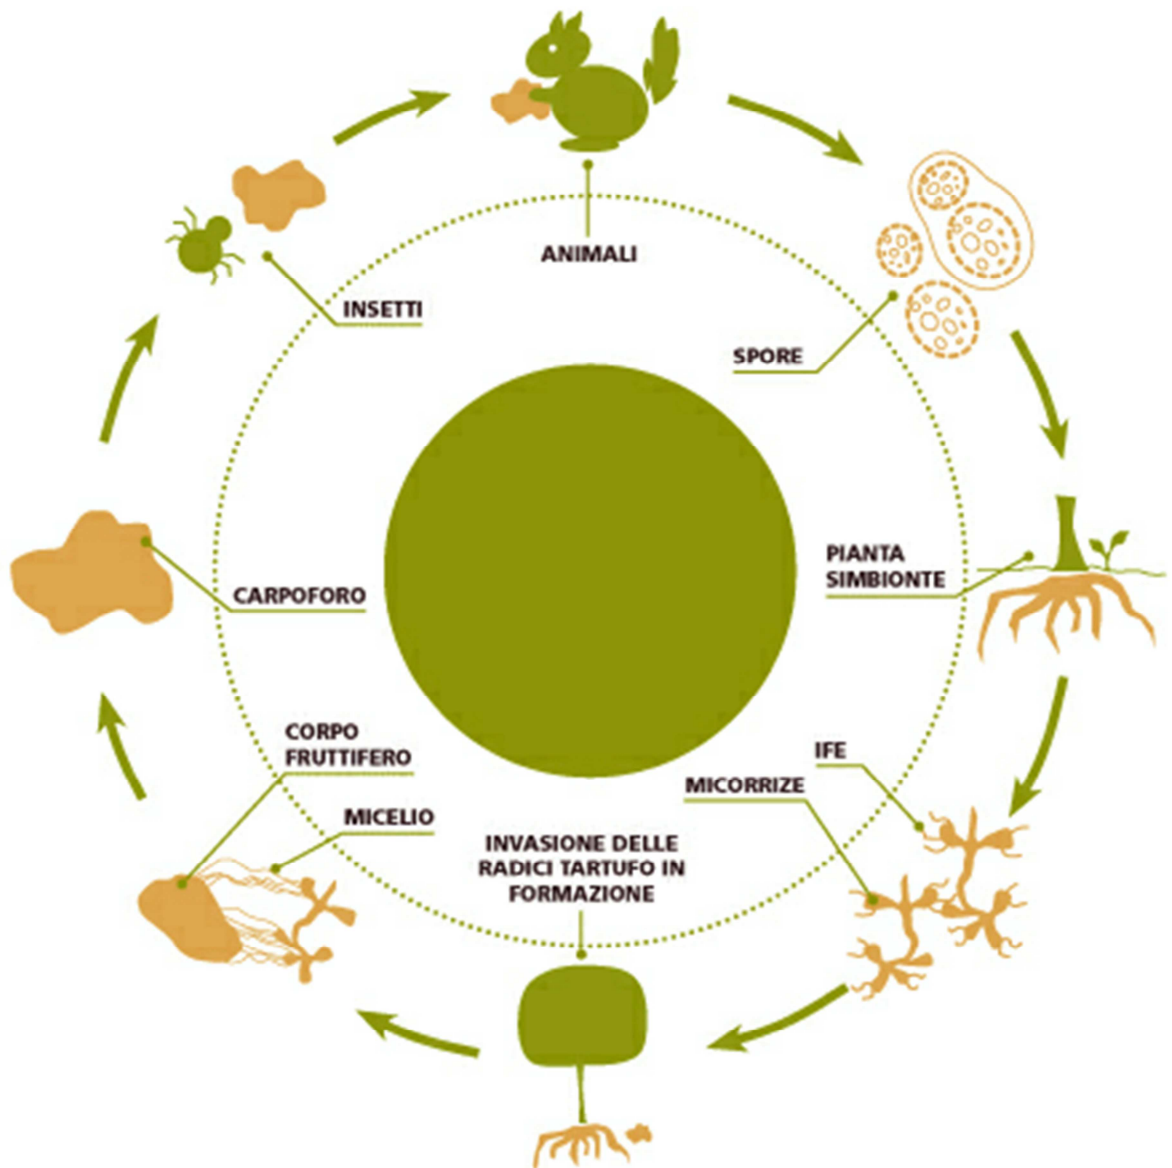 ANIMALI
INSETTI
SPORE
PIANTA
SIMBIONTE
CARPOFORO
CORPO
FRUTTIFERO
IFE
MICORRIZE
MICELIO
INVASIONE DELLE
RADICI TARTUFO IN
FORMAZIONE